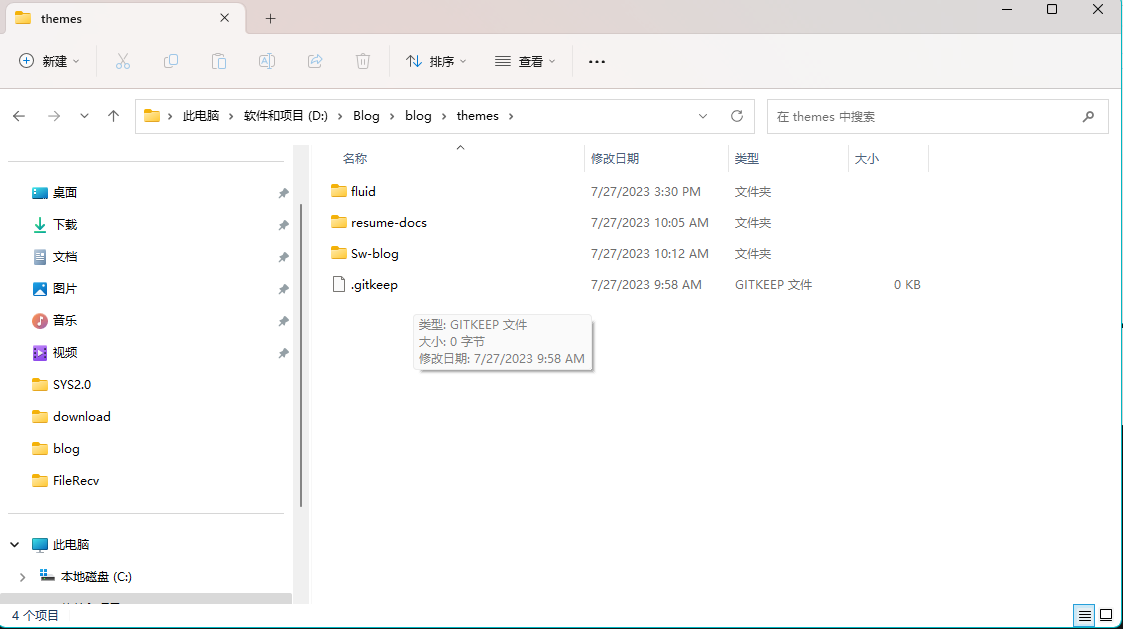 themes
新建
排序
查看
此电脑
软件和项目 (D:)
Blog
blog
themes
在 themes 中搜索
名称
修改日期
类型
大小
桌面
下载
文档
图片
音乐
视频
SYS2.0
download
blog
FileRecv
此电脑
本地磁盘 (C:)
fluid 7/27/2023 3:30 PM 文件夹
resume-docs 7/27/2023 10:05 AM 文件夹
Sw-blog 7/27/2023 10:12 AM 文件夹
.gitkeep 7/27/2023 9:58 AM GITKEEP 文件 0 KB
类型: GITKEEP 文件
大小: 0 字节
修改日期: 7/27/2023 9:58 AM
4 个项目